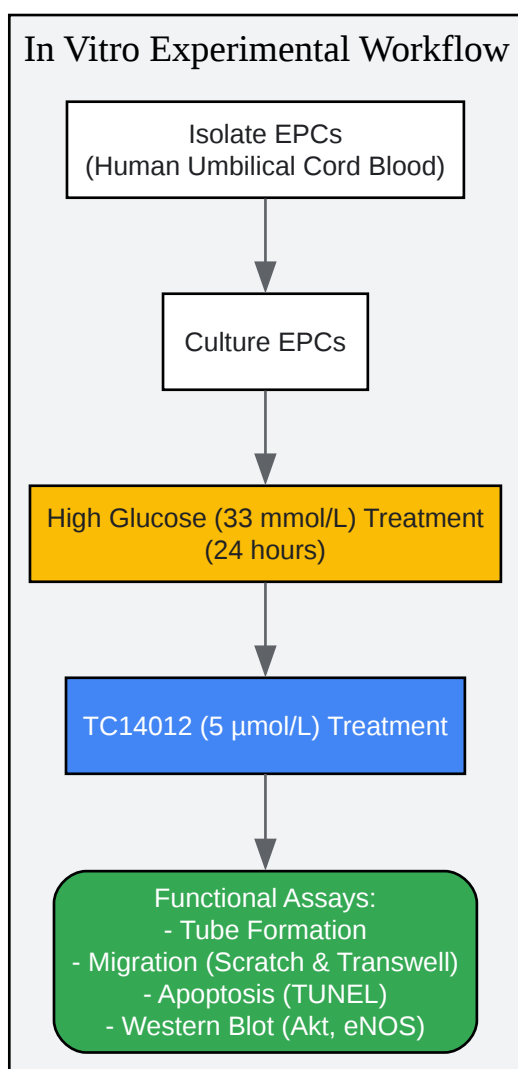 In Vitro Experimental Workflow
Isolate EPCs
(Human Umbilical Cord Blood)
Culture EPCs
High Glucose (33 mmol/L) Treatment
(24 hours)
TC14012 (5 µmol/L) Treatment
Functional Assays:
- Tube Formation
- Migration (Scratch & Transwell)
- Apoptosis (TUNEL)
- Western Blot (Akt, eNOS)